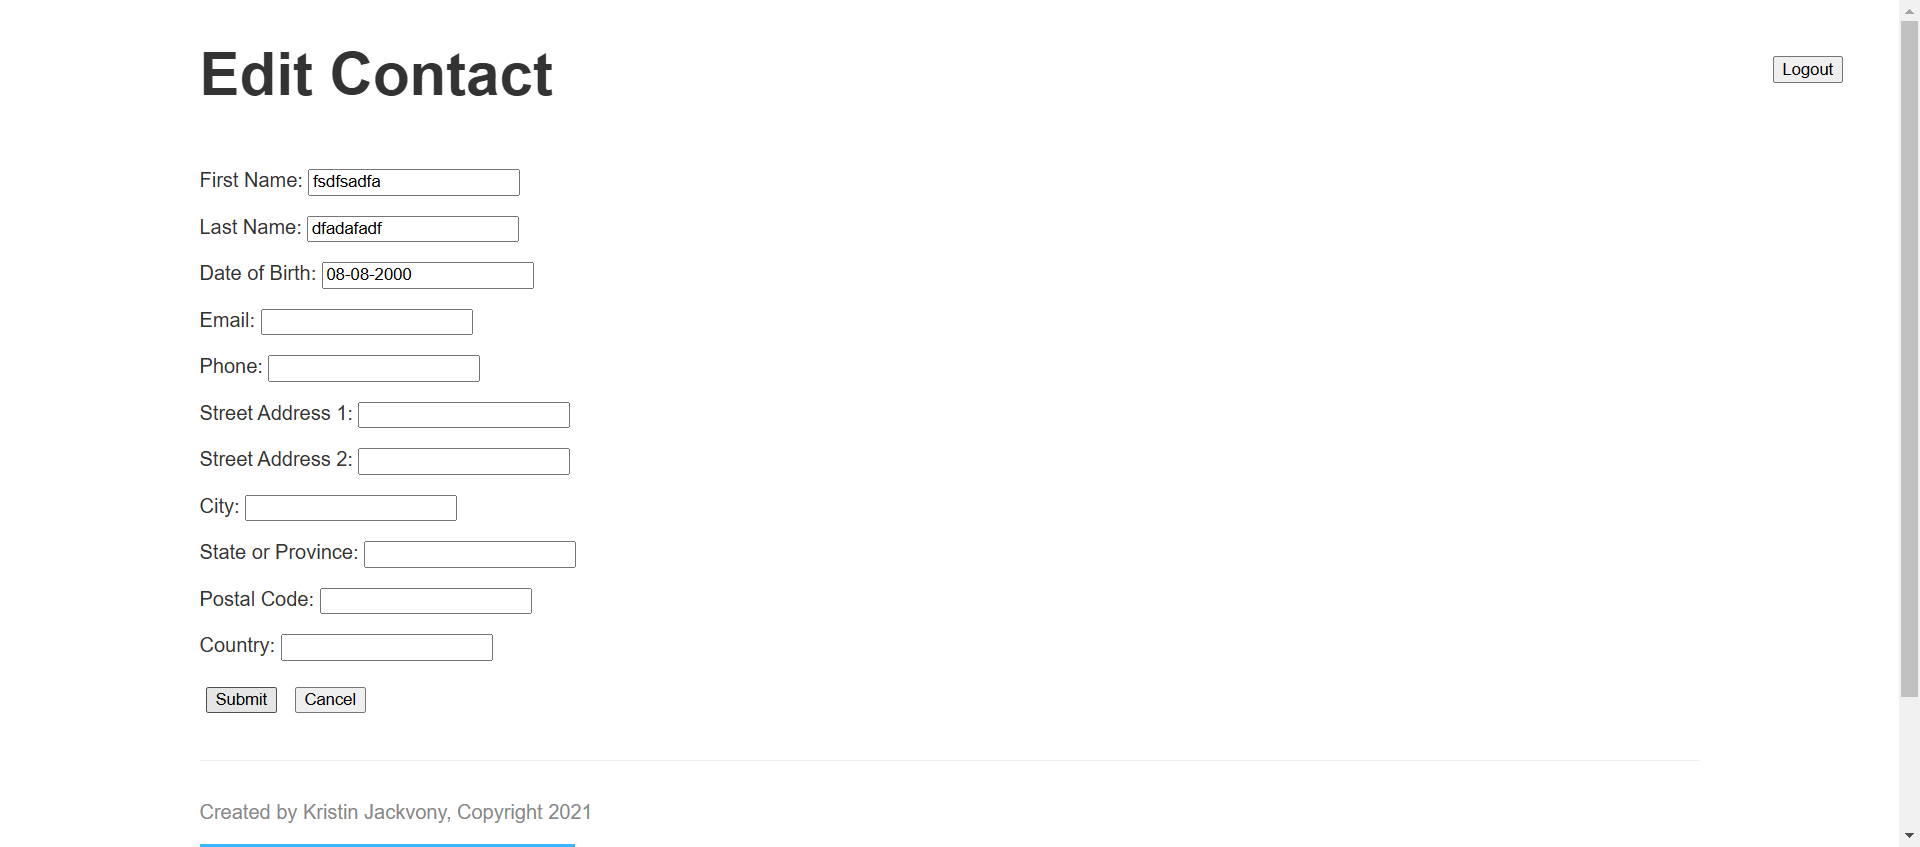 Edit Contact
Logout
First Name: fsdfsadfa
Last Name: dfadafadf
Date of Birth: 08-08-2000
Email:
Phone:
Street Address 1:
Street Address 2:
City:
State or Province:
Postal Code:
Country:
Submit Cancel
Created by Kristin Jackvony, Copyright 2021